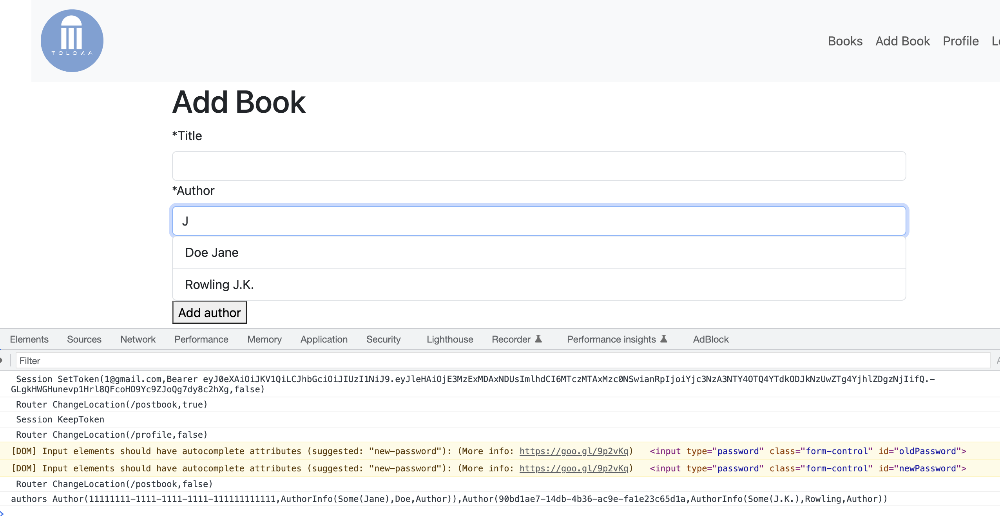 TOLOKA
Books Add Book Profile
Add Book
*Title
*Author
J
Doe Jane
Rowling J.K.
Add author
Elements Sources Network Performance Memory Application Security Lighthouse Recorder Performance insights AdBlock
Filter
Session SetToken(1@gmail.com,Bearer eyJ0eXAiOiJKV1QiLCJhbGciOiJIUzI1NiJ9.eyJleHAiOjE3MzExMDAxNDUsImlhdCI6MTczMTAxMzc0NSwianRpIjoiYjc3NzA3NTY4OTQ4YTdkODJkNzUwZTg4YjhlZDgzNjIifQ.-
GLgkHWGHunevp1Hrl8QFcoHO9Yc9ZJoQg7dy8c2hXg,false)
Router ChangeLocation(/postbook,true)
Session KeepToken
Router ChangeLocation(/profile,false)
[DOM] Input elements should have autocomplete attributes (suggested: "new-password"): (More info: https://goo.gl/9p2vKq) <input type="password" class="form-control" id="oldPassword">
[DOM] Input elements should have autocomplete attributes (suggested: "new-password"): (More info: https://goo.gl/9p2vKq) <input type="password" class="form-control" id="newPassword">
Router ChangeLocation(/postbook,false)
authors Author(11111111-1111-1111-1111-111111111111,AuthorInfo(Some(Jane),Doe,Author)),Author(90bd1ae7-14db-4b36-ac9e-fa1e23c65d1a,AuthorInfo(Some(J.K.),Rowling,Author))